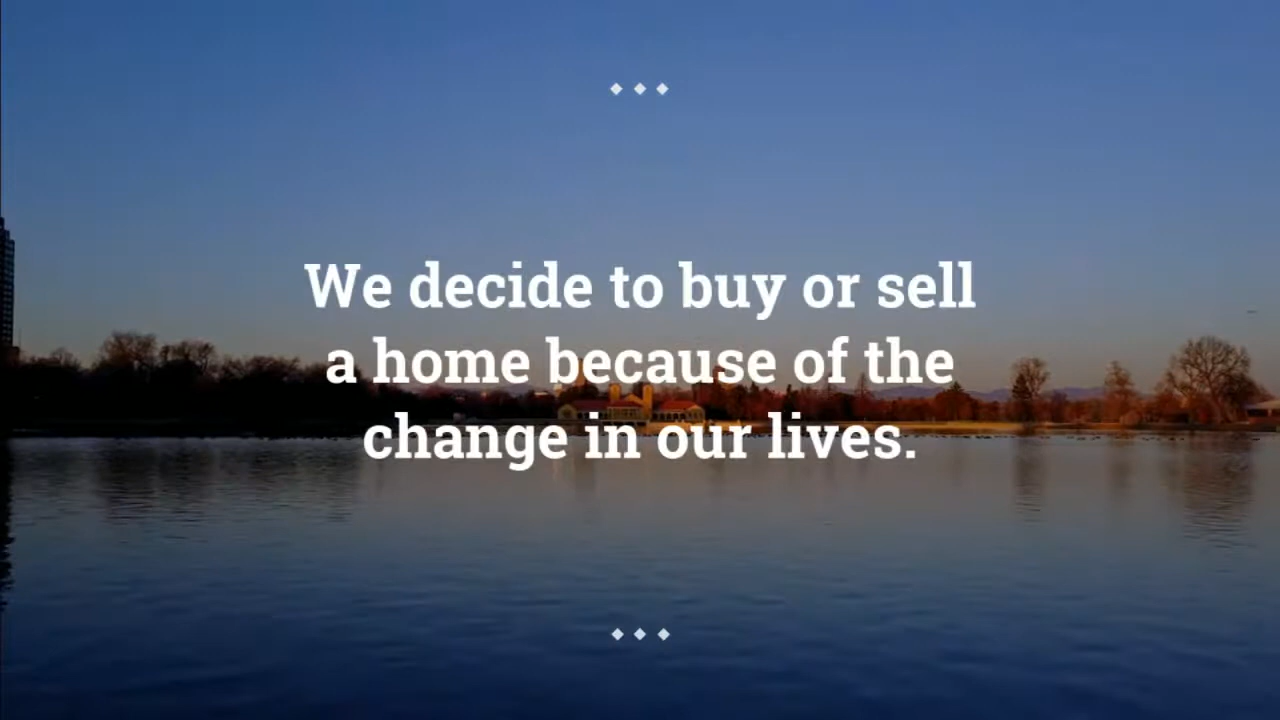 We decide to buy or sell
a home because of the
change in our lives.